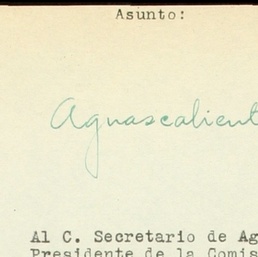 Asunto:
Aguascalient
Al C. Secretario de Ag
Presidente de la Comis